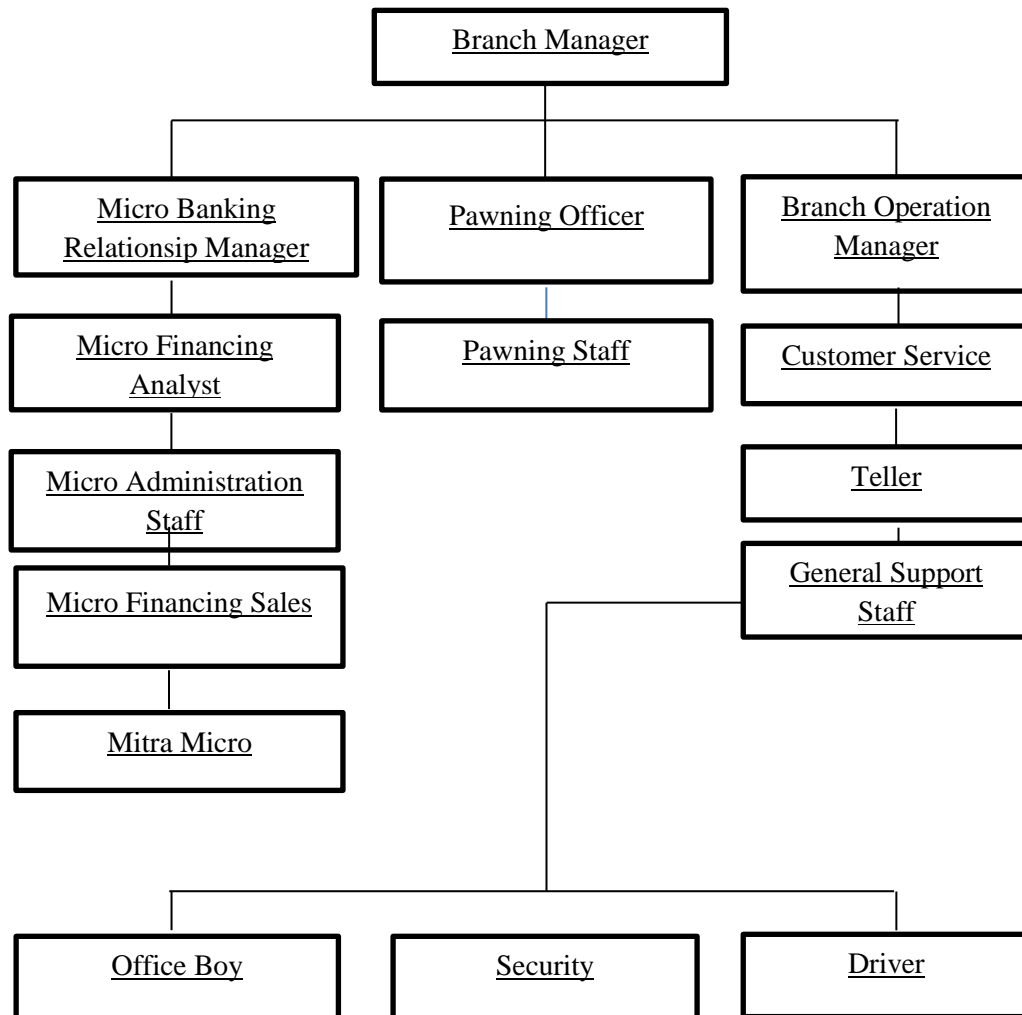 Branch Manager
Micro Banking
Relationsip Manager
Pawning Officer
Branch Operation
Manager
Micro Financing
Analyst
Pawning Staff
Customer Service
Micro Administration
Staff
Teller
Micro Financing Sales
General Support
Staff
Mitra Micro
Office Boy
Security
Driver